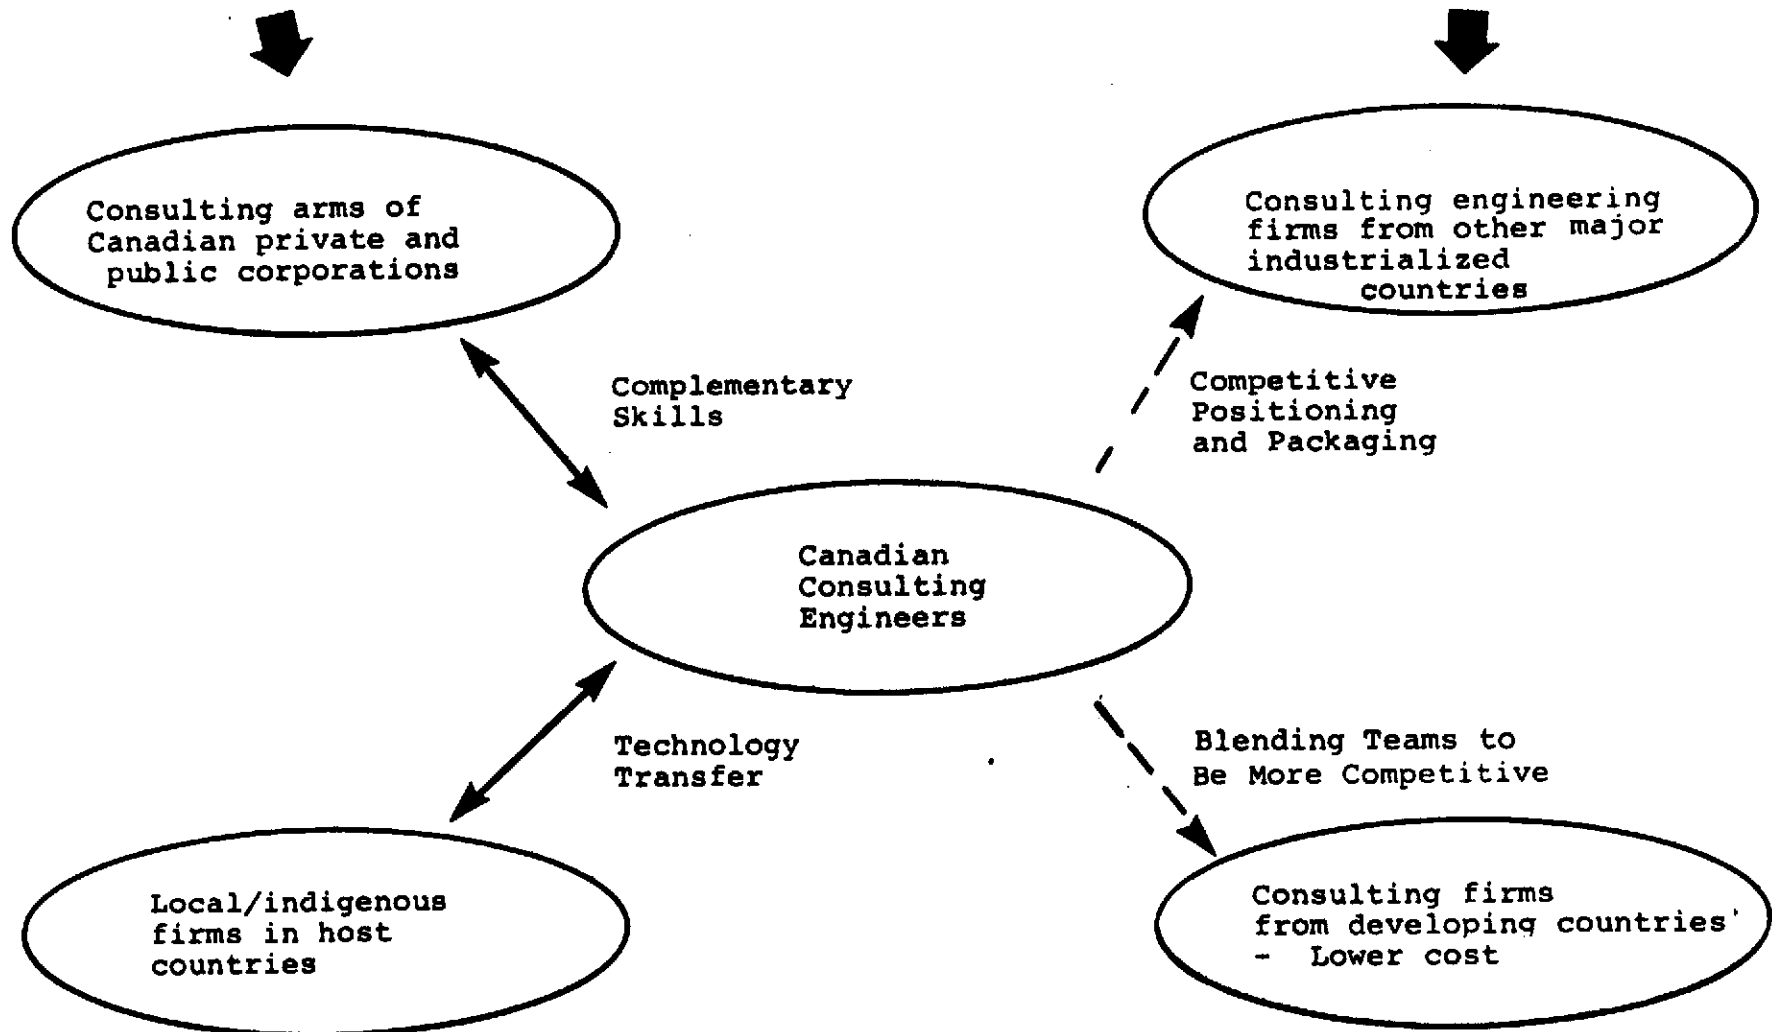 Consulting arms of
Canadian private and
public corporations
Consulting engineering
firms from other major
industrialized
countries
Complementary
Skills
Competitive
Positioning
and Packaging
Canadian
Consulting
Engineers
Technology
Transfer
Blending Teams to
Be More Competitive
Local/indigenous
firms in host
countries
Consulting firms
from developing countries
- Lower cost